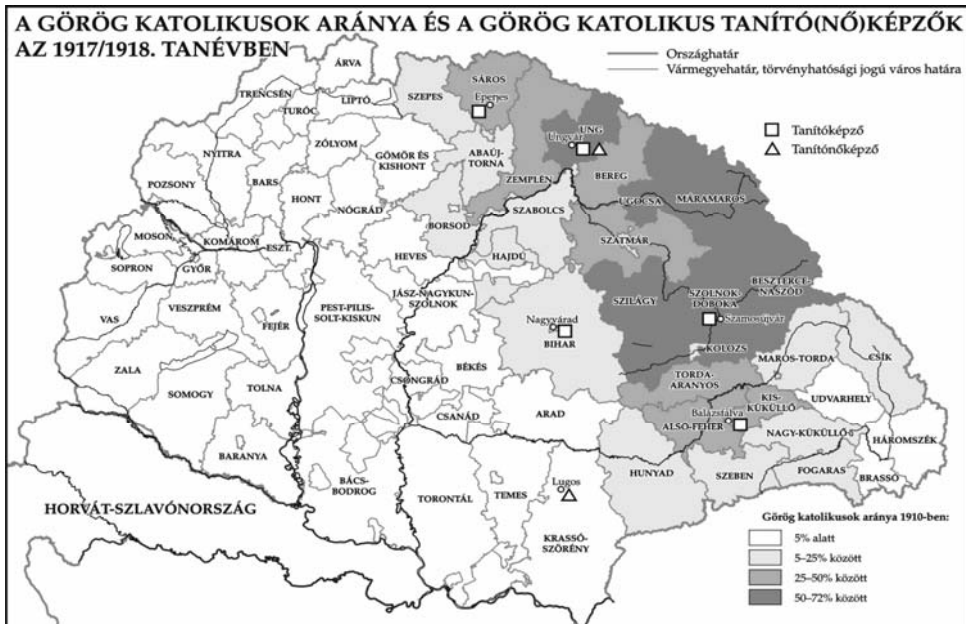 A GÖRÖG KATOLIKUSOK ARÁNYA ÉS A GÖRÖG KATOLIKUS TANÍTÓ(NŐ)KÉPZŐK
AZ 1917/1918. TANÉVBEN
Országhatár
Vármegyehatár, törvényhatósági jogú város határa
Tanítóképző
Tanítónőképző
ÁRVA
TRENCSÉN
LIPTÓ
TURÓC
SZEPES
SÁROS
Eperjes
ZÓLYOM
NYITRA
BARS
GÖMÖR ÉS
KISHONT
ABAÚJ-
TORNA
UNG
Ungvár
ZEMPLÉN
BEREG
POZSONY
HONT
NÓGRÁD
UGOCSA
MÁRAMAROS
SZABOLCS
MOSON
KOMÁROM
ESZT.
BORSOD
HEVES
HAJDÚ
SZATMÁR
SOPRON
GYŐR
VAS
VESZPRÉM
FEJÉR
PEST-PILIS-
SOLT-KISKUN
JÁSZ-NAGYKUN-
SZOLNOK
SZILÁGY
SZOLNOK-
DOBOKA
BESZTERCE-
NASZÓD
Szamosújvár
Nagyvárad
BIHAR
KOLOZS
MAROS-TORDA
CSÍK
ZALA
SOMOGY
TOLNA
CSONGRÁD
BÉKÉS
TORDA-
ARANYOS
UDVARHELY
CSANÁD
ARAD
KIS-
KÜKÜLLŐ
Balázsfalva
ALSÓ-FEHÉR
NAGY-KÜKÜLLŐ
HÁROMSZÉK
BARANYA
BÁCS-
BODROG
HUNYAD
SZEBEN
FOGARAS
BRASSÓ
TORONTÁL
TEMES
Lugos
KRASSÓ-
SZÖRÉNY
HORVÁT-SZLAVÓNORSZÁG
Görög katolikusok aránya 1910-ben:
5% alatt
5–25% között
25–50% között
50–72% között